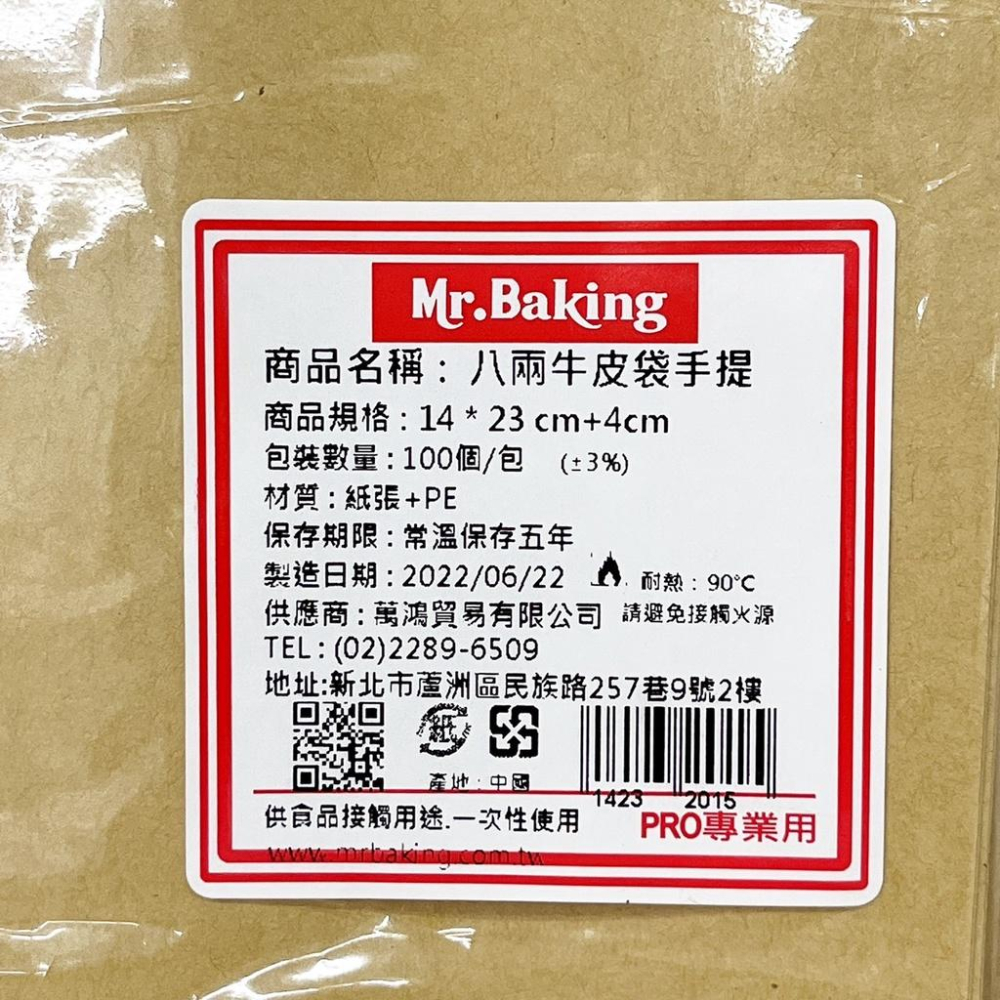 Mr.Baking
商品名稱：八兩牛皮袋手提
商品規格：14 * 23 cm+4cm
包裝數量：100個/包 (±3%)
材質：紙張+PE
保存期限：常溫保存五年
製造日期：2022/06/22 耐熱：90℃
供應商：萬鴻貿易有限公司 請避免接觸火源
TEL：(02)2289-6509
地址:新北市蘆洲區民族路257巷9號2樓
紙
產地：中國
1423 2015
供食品接觸用途.一次性使用 PRO專業用
www.mrbaking.com.tw